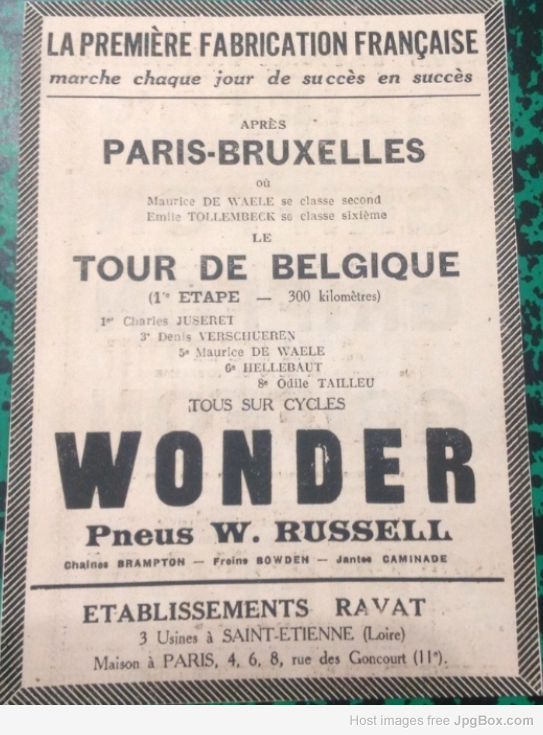 LA PREMIÈRE FABRICATION FRANÇAISE
marche chaque jour de succès en succès
APRÈS
PARIS-BRUXELLES
où
Maurice DE WAELE se classe second
Emile TOLLEMBECK se classe sixième
LE
TOUR DE BELGIQUE
(1re ETAPE — 300 kilomètres)
1er Charles JUSERET
3e Denis VERSCHUEREN
5e Maurice DE WAELE
6e HELLEBAUT
8e Odile TAILLEU
TOUS SUR CYCLES
WONDER
Pneus W. RUSSELL
Chaines BRAMPTON — Freins BOWDEN — Jantes CAMINADE
ETABLISSEMENTS RAVAT
3 Usines à SAINT-ETIENNE (Loire)
Maison à PARIS, 4, 6, 8, rue des Goncourt (11e).
Host images free JpgBox.com